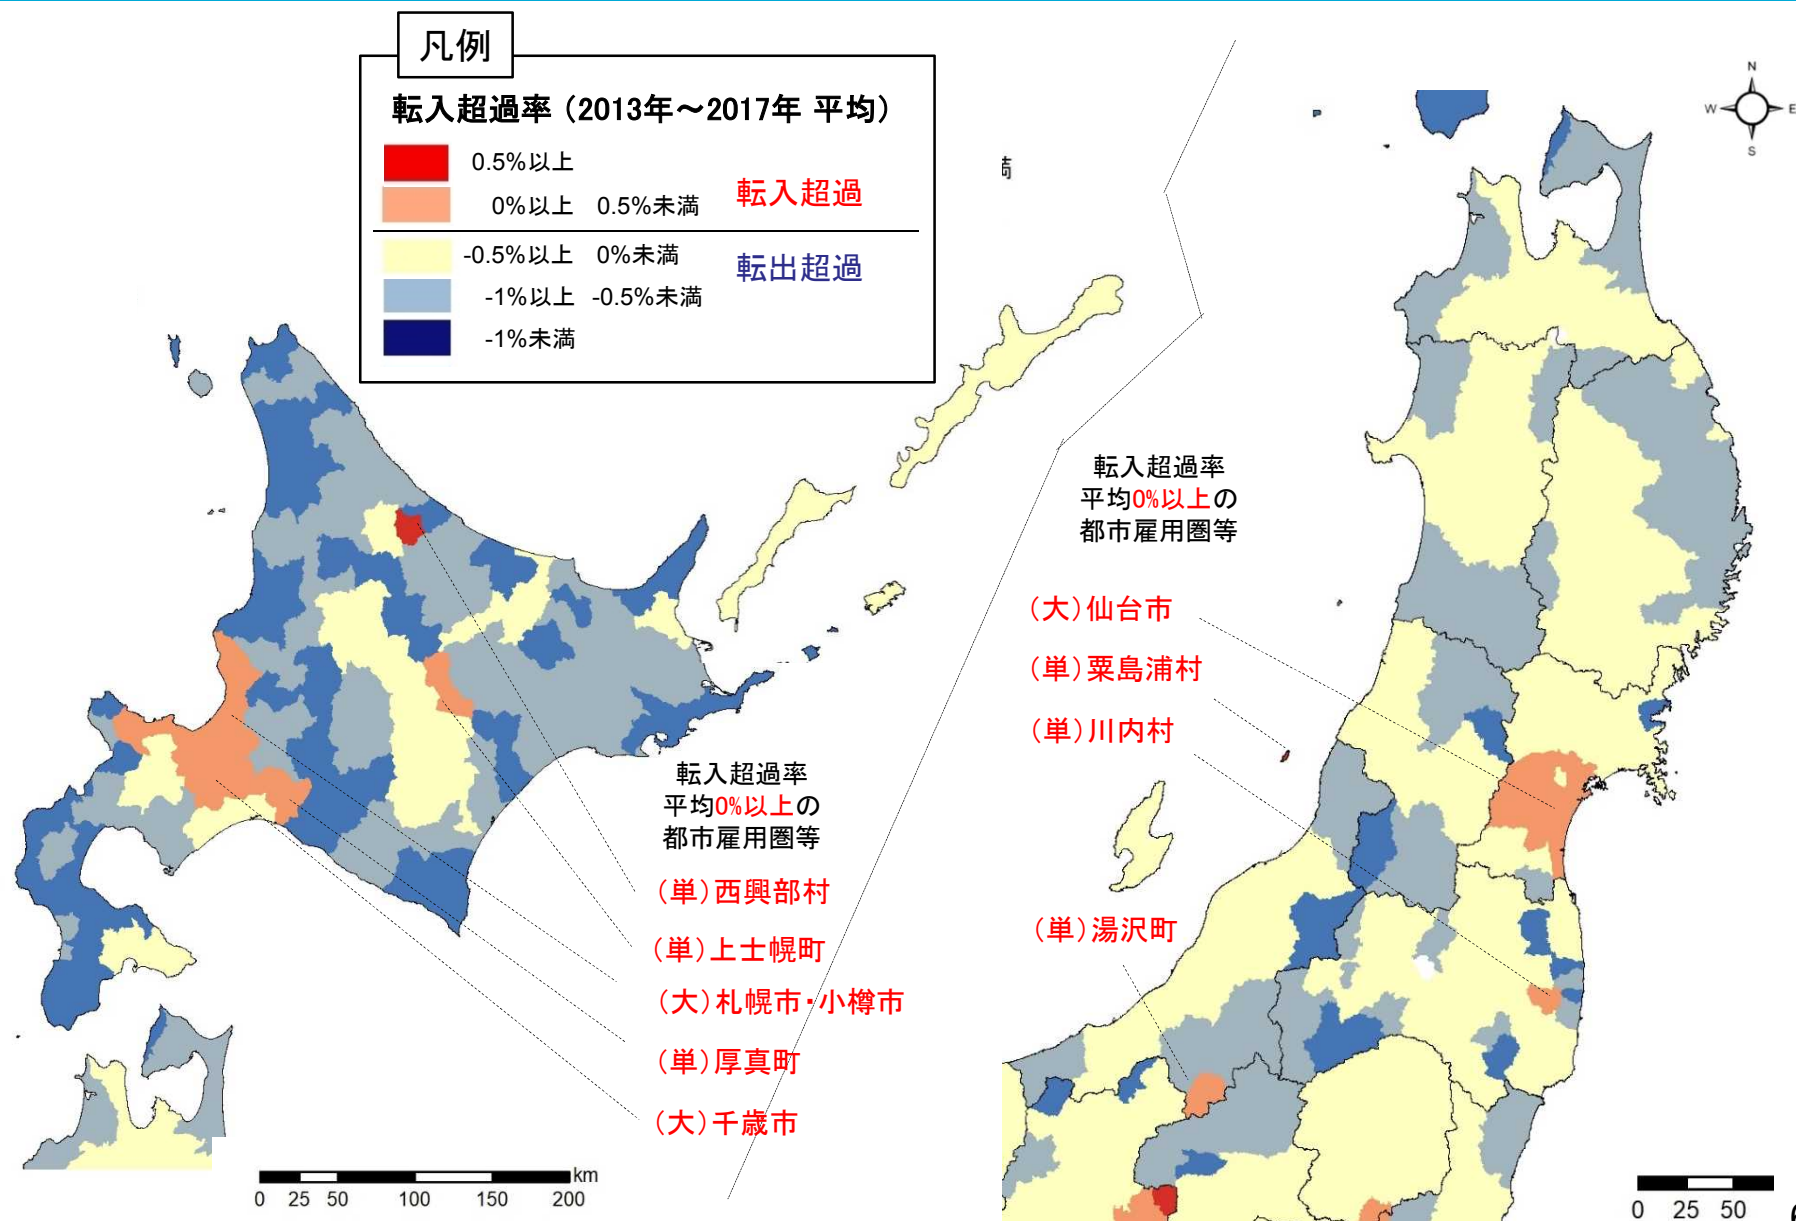 凡例
転入超過率（2013年～2017年 平均）
0.5%以上
0%以上 0.5%未満
転入超過
-0.5%以上 0%未満
転出超過
-1%以上 -0.5%未満
-1%未満
N
W
E
S
転入超過率
平均0%以上の
都市雇用圏等
（大）仙台市
（単）粟島浦村
（単）川内村
（単）湯沢町
転入超過率
平均0%以上の
都市雇用圏等
（単）西興部村
（単）上士幌町
（大）札幌市・小樽市
（単）厚真町
（大）千歳市
km
0 25 50 100 150 200
0 25 50